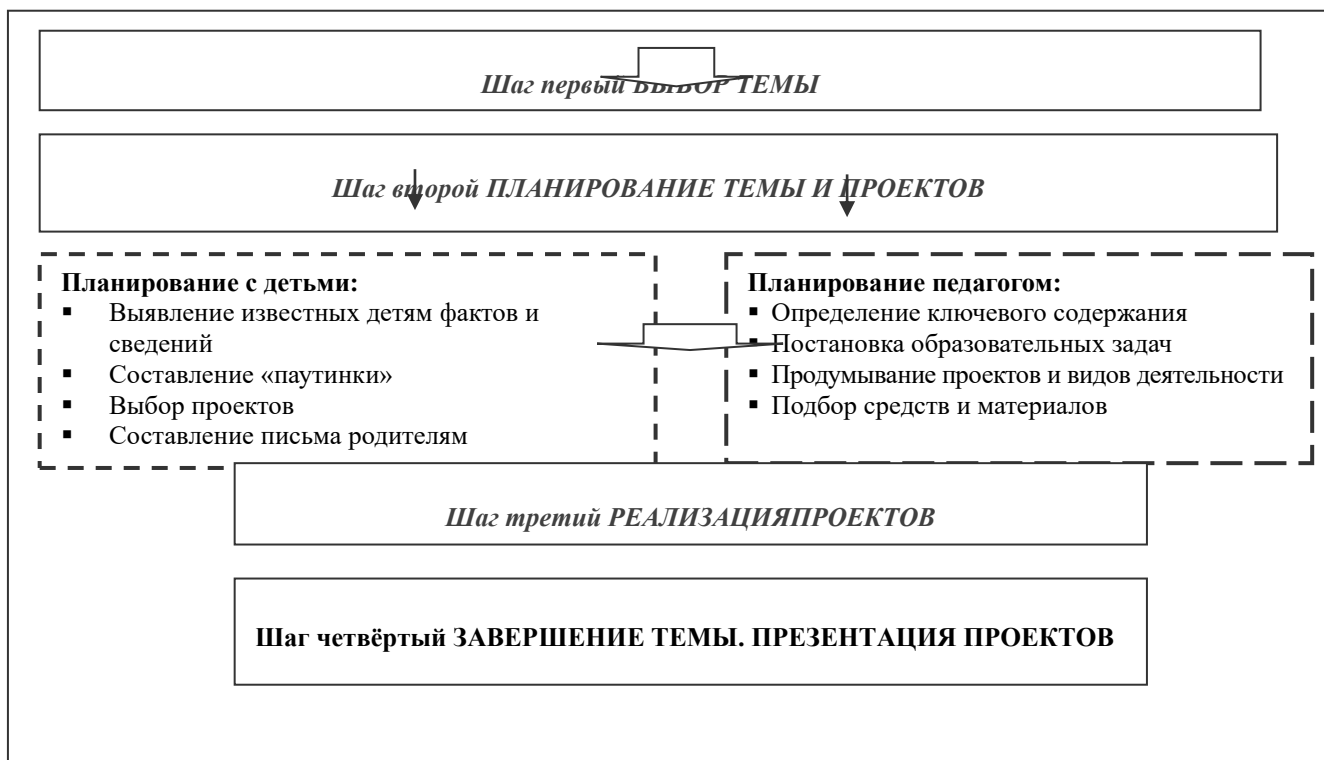 Шаг первый ВЫБОР ТЕМЫ
Шаг второй ПЛАНИРОВАНИЕ ТЕМЫ И ПРОЕКТОВ
Планирование с детьми:
▪ Выявление известных детям фактов и
сведений
▪ Составление «паутинки»
▪ Выбор проектов
▪ Составление письма родителям
Планирование педагогом:
▪ Определение ключевого содержания
▪ Постановка образовательных задач
▪ Продумывание проектов и видов деятельности
▪ Подбор средств и материалов
Шаг третий РЕАЛИЗАЦИЯПРОЕКТОВ
Шаг четвёртый ЗАВЕРШЕНИЕ ТЕМЫ. ПРЕЗЕНТАЦИЯ ПРОЕКТОВ